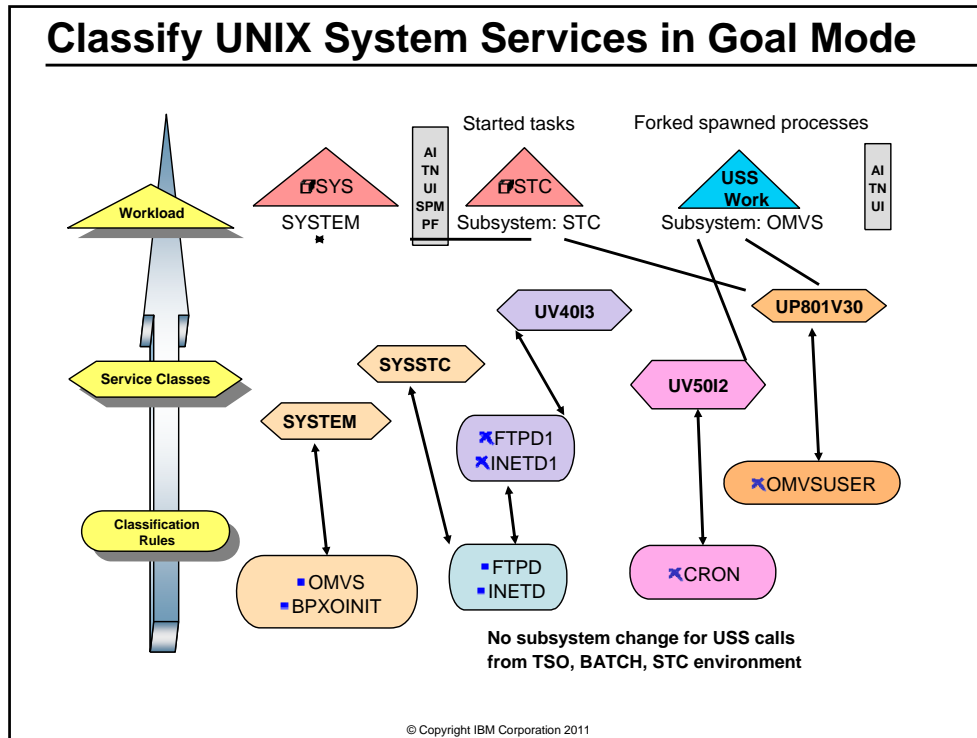 Classify UNIX System Services in Goal Mode
Started tasks
Forked spawned processes
AI
TN
UI
SPM
PF
SYS
SYSTEM
STC
Subsystem: STC
USS
Work
Subsystem: OMVS
AI
TN
UI
Workload
UP801V30
UV40I3
SYSSTC
UV50I2
Service Classes
SYSTEM
FTPD1
INETD1
OMVSUSER
Classification
Rules
OMVS
BPXOINIT
FTPD
INETD
CRON
No subsystem change for USS calls
from TSO, BATCH, STC environment
© Copyright IBM Corporation 2011